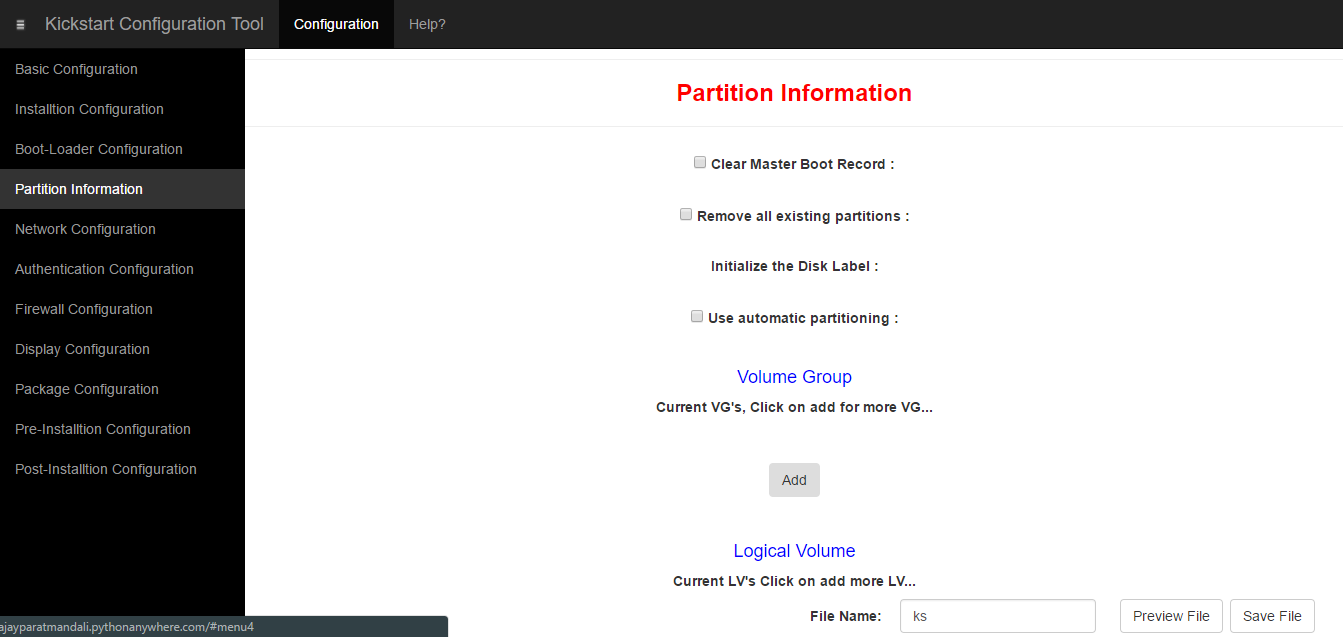 Kickstart Configuration Tool Configuration Help?
Basic Configuration
Installtion Configuration
Boot-Loader Configuration
Partition Information
Network Configuration
Authentication Configuration
Firewall Configuration
Display Configuration
Package Configuration
Pre-Installtion Configuration
Post-Installtion Configuration
Partition Information
Clear Master Boot Record :
Remove all existing partitions :
Initialize the Disk Label :
Use automatic partitioning :
Volume Group
Current VG's, Click on add for more VG...
Add
Logical Volume
Current LV's Click on add more LV...
File Name: ks Preview File Save File
ajayparatmandali.pythonanywhere.com/#menu4